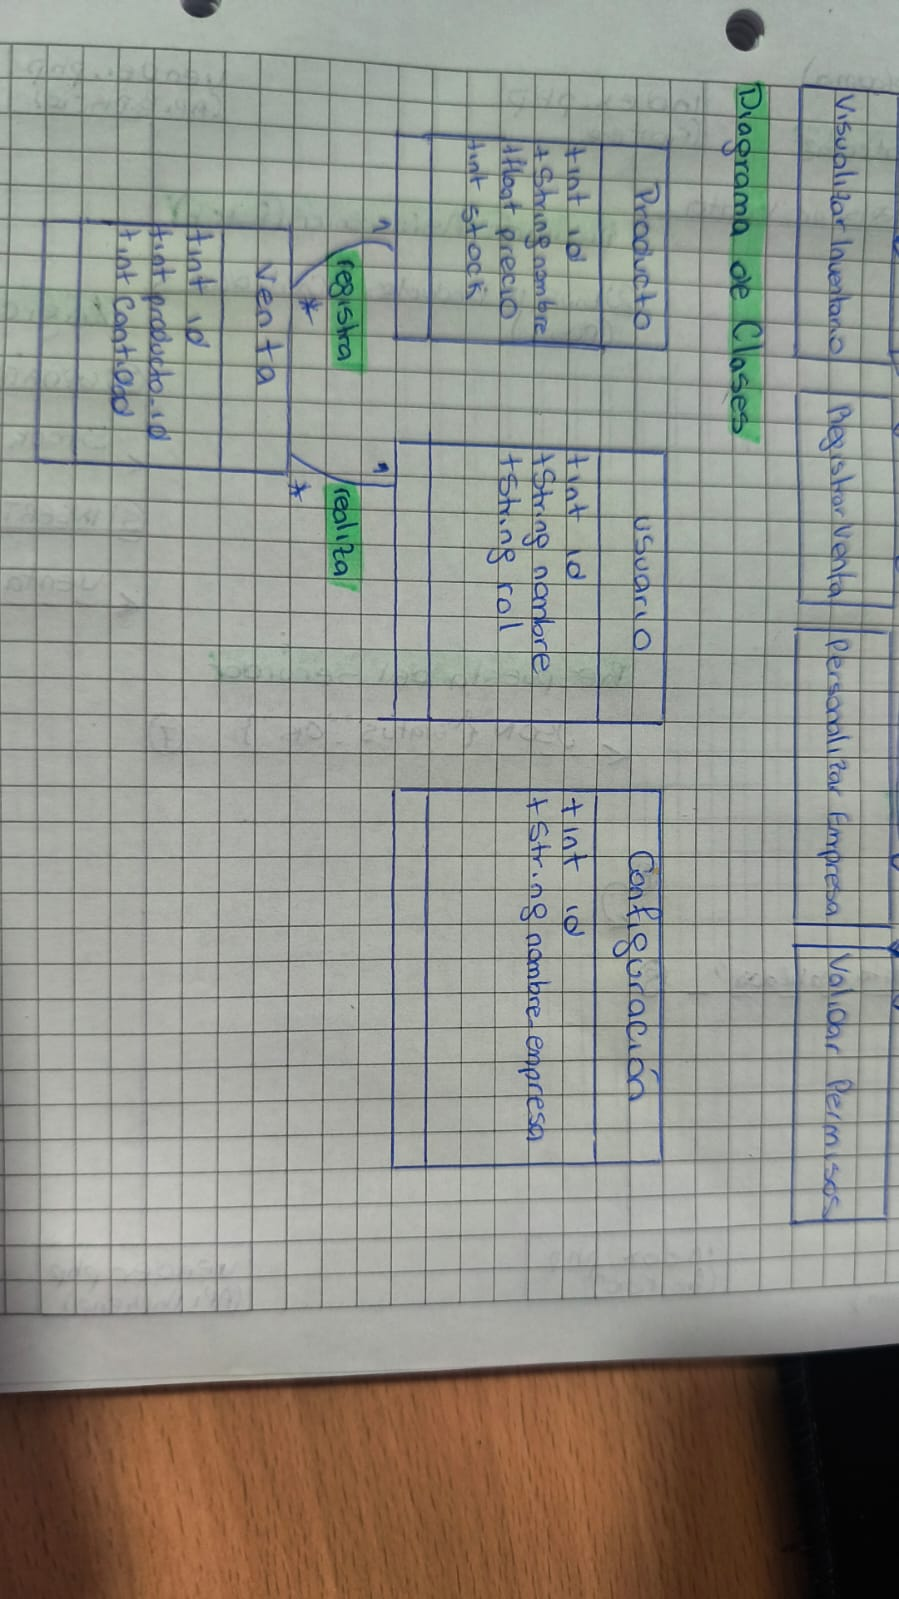 Visualizar Inventario
Registrar Venta
Personalizar Empresa
Validar Permisos
Diagrama de Clases
Producto
+int id
+String nombre
+float precio
+int stock
usuario
+int id
+String nombre
+String rol
Configuración
+ int id
+ String nombre_empresa
1
registra
*
1
realiza
*
Venta
+int id
+int producto_id
+int Cantidad